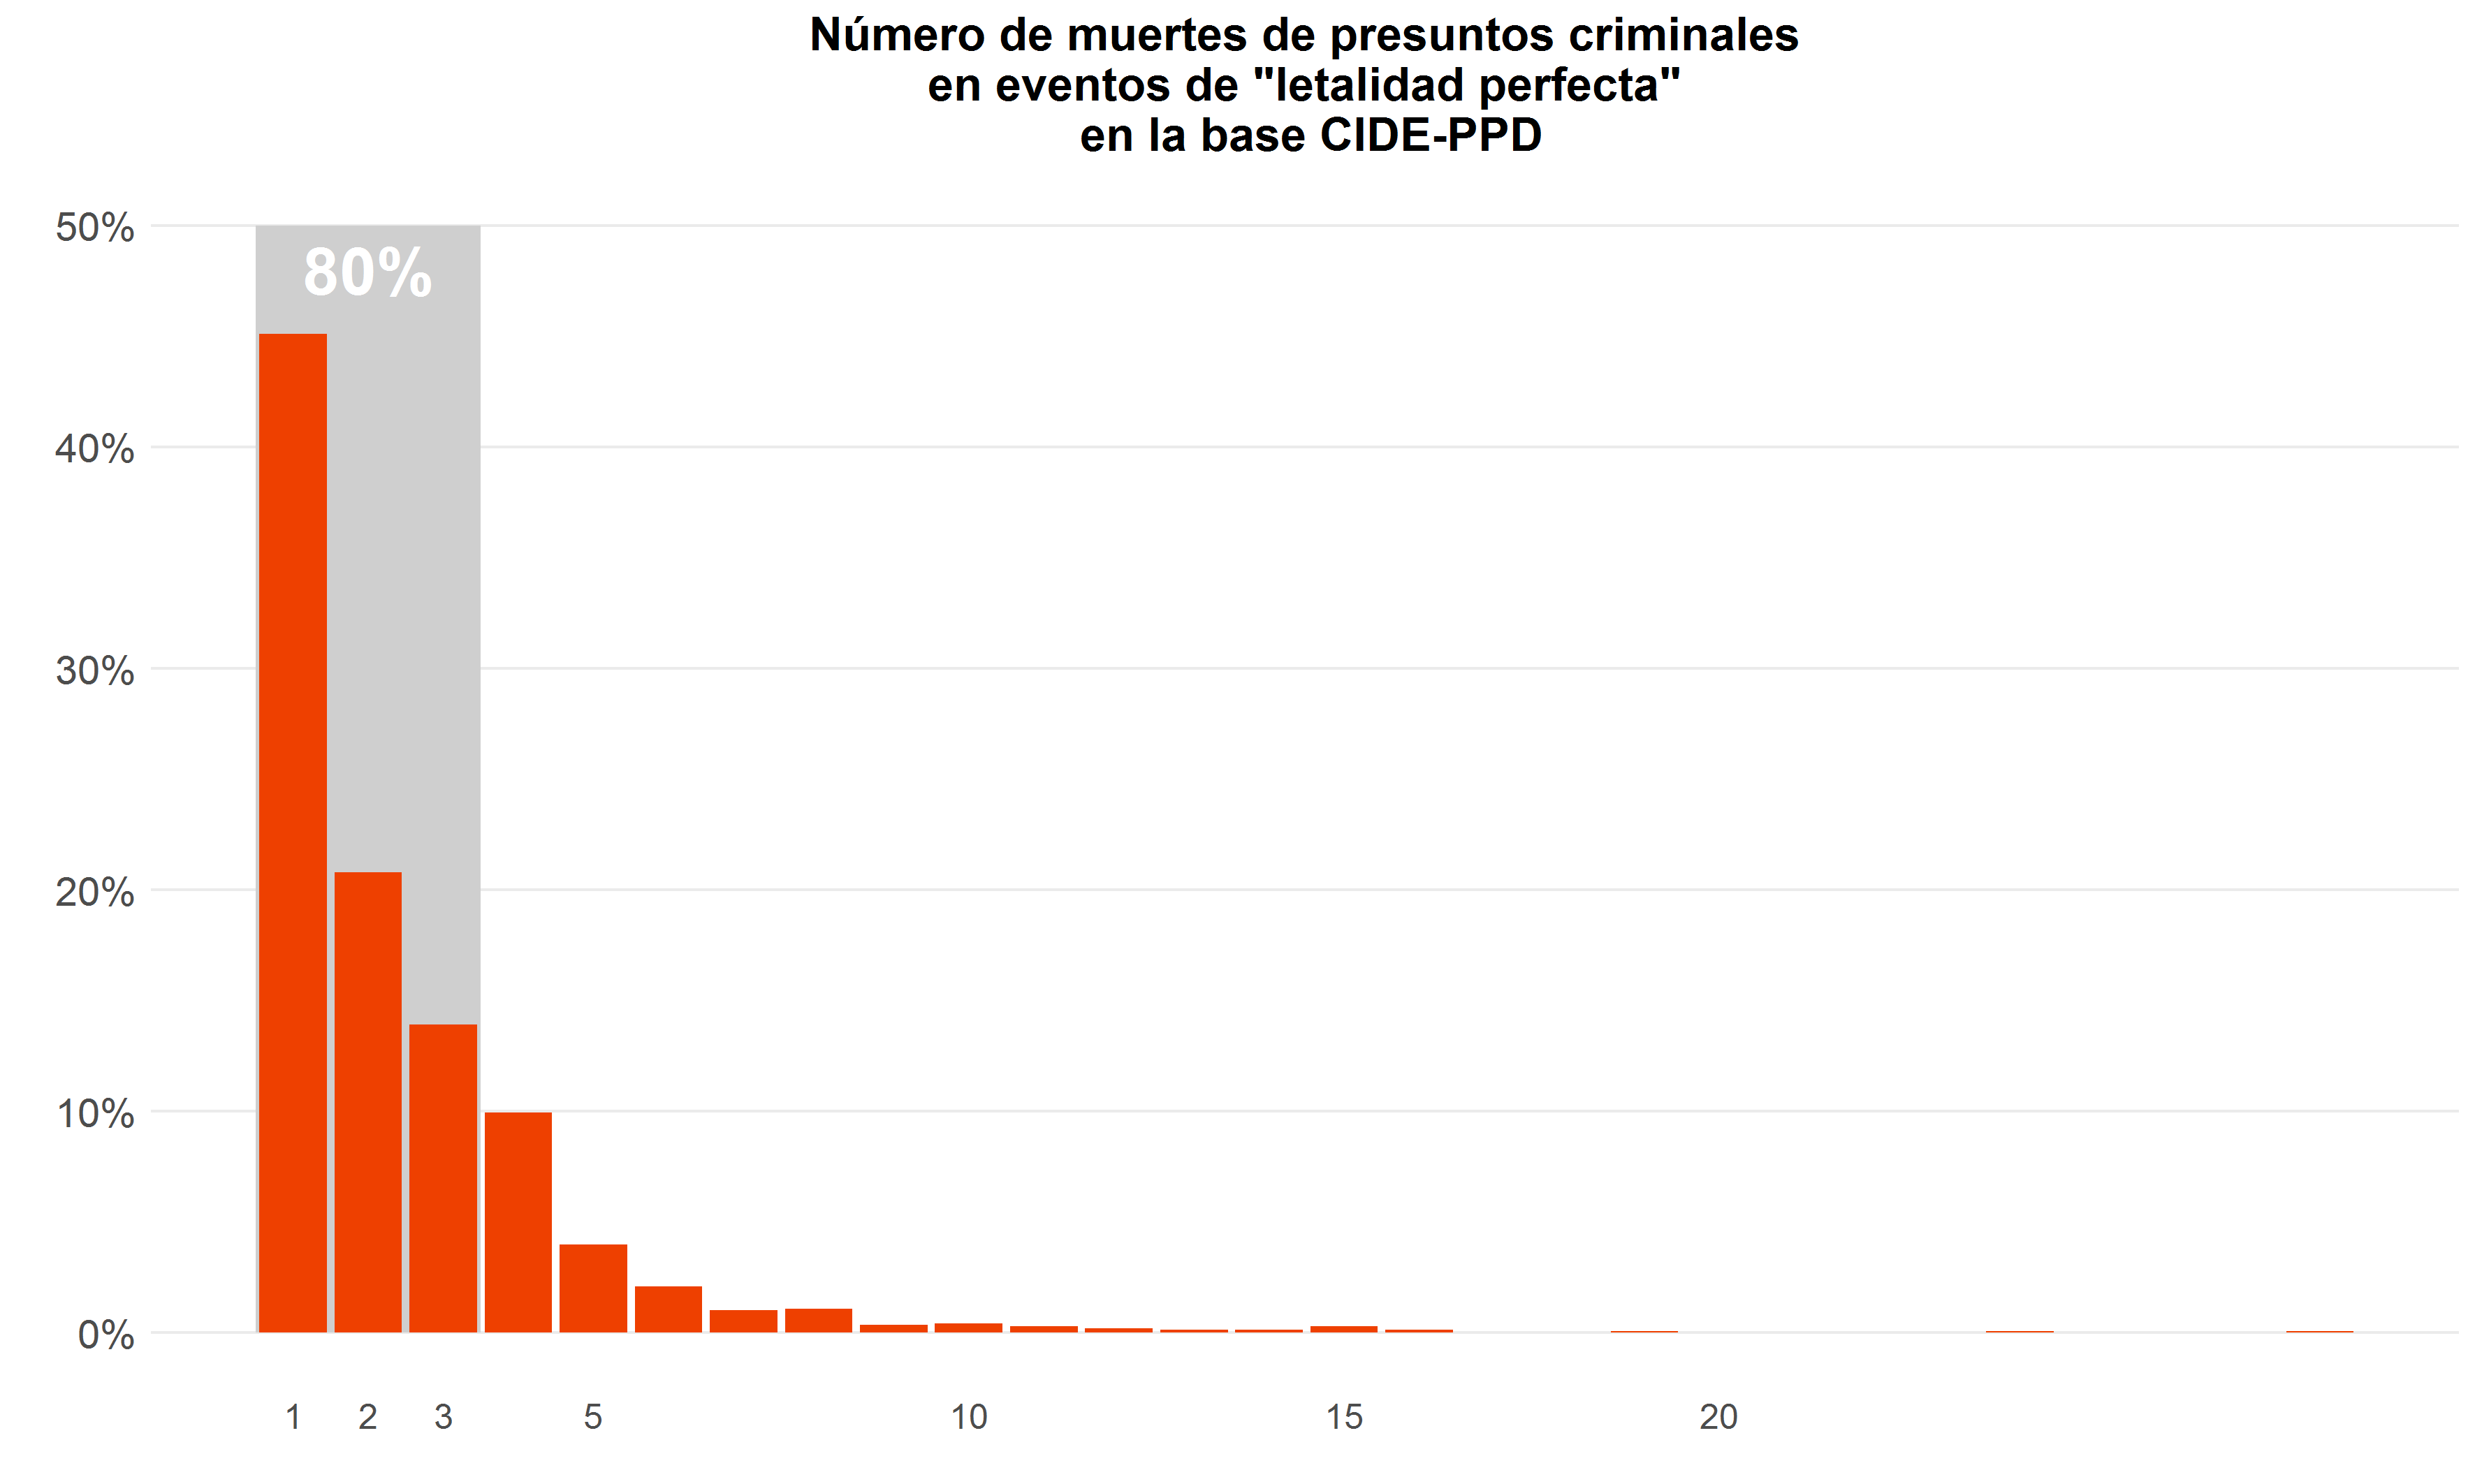 Número de muertes de presuntos criminales
en eventos de "letalidad perfecta"
en la base CIDE-PPD
50%
80%
40%
30%
20%
10%
0%
1 2 3 5 10 15 20